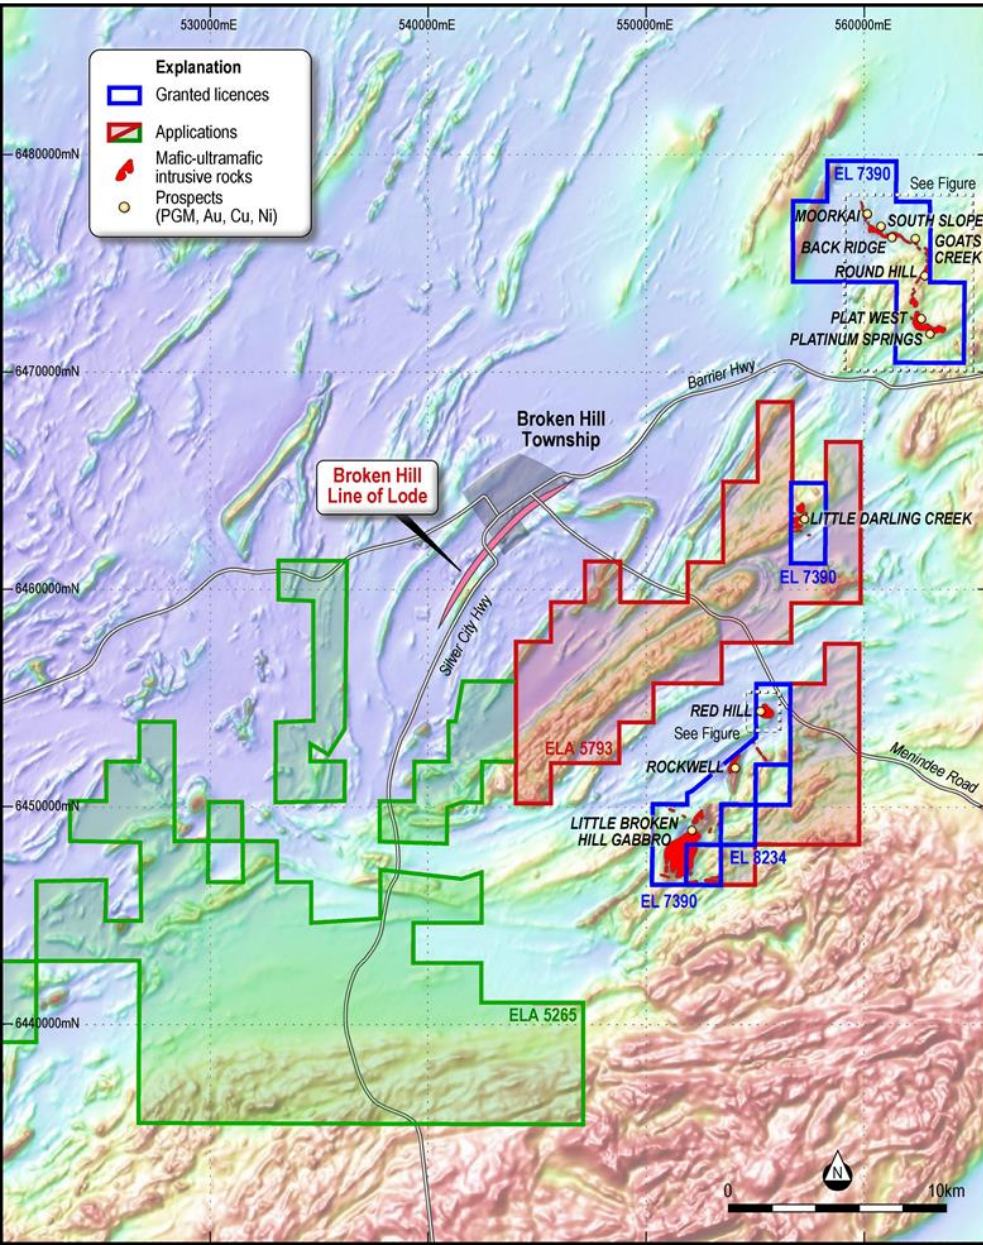 530000mE
540000mE
550000mE
560000mE
Explanation
Granted licences
Applications
Mafic-ultramafic
intrusive rocks
Prospects
(PGM, Au, Cu, Ni)
6480000mN
EL 7390
See Figure
MOORKAI
SOUTH SLOPE
BACK RIDGE
GOATS
CREEK
ROUND HILL
PLAT WEST
PLATINUM SPRINGS
6470000mN
Barrier Hwy
Broken Hill
Township
Broken Hill
Line of Lode
LITTLE DARLING CREEK
EL 7390
6460000mN
Silver City Hwy
RED HILL
See Figure
ELA 5793
ROCKWELL
Menindee Road
6450000mN
LITTLE BROKEN
HILL GABBRO
EL 8234
EL 7390
6440000mN
ELA 5265
N
0
10km